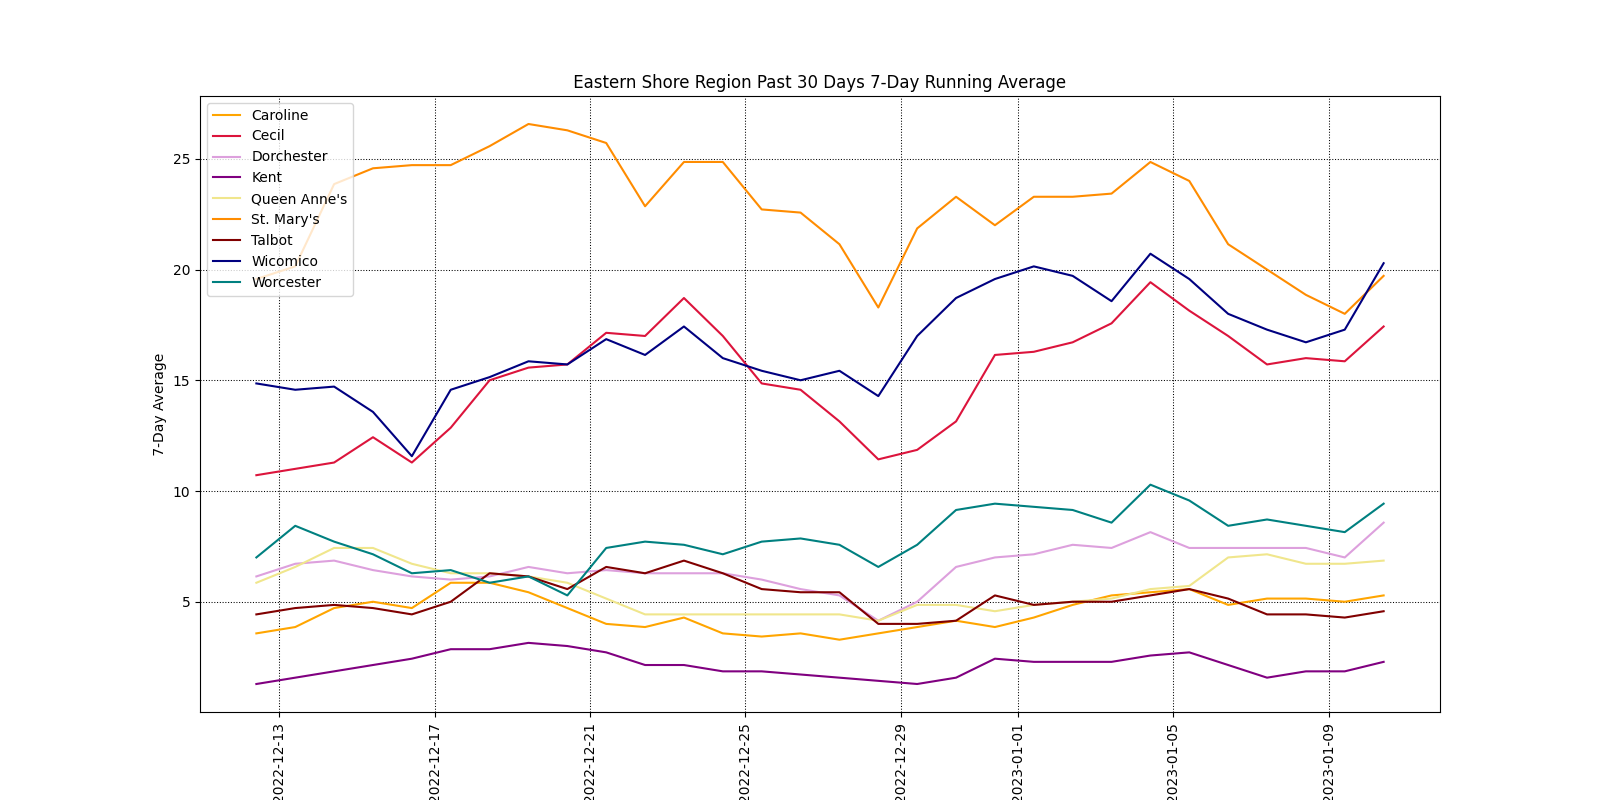 Eastern Shore Region Past 30 Days 7-Day Running Average
Caroline
Cecil
Dorchester
Kent
Queen Anne's
St. Mary's
Talbot
Wicomico
Worcester
7-Day Average
25
20
15
10
5
2022-12-13
2022-12-17
2022-12-21
2022-12-25
2022-12-29
2023-01-01
2023-01-05
2023-01-09